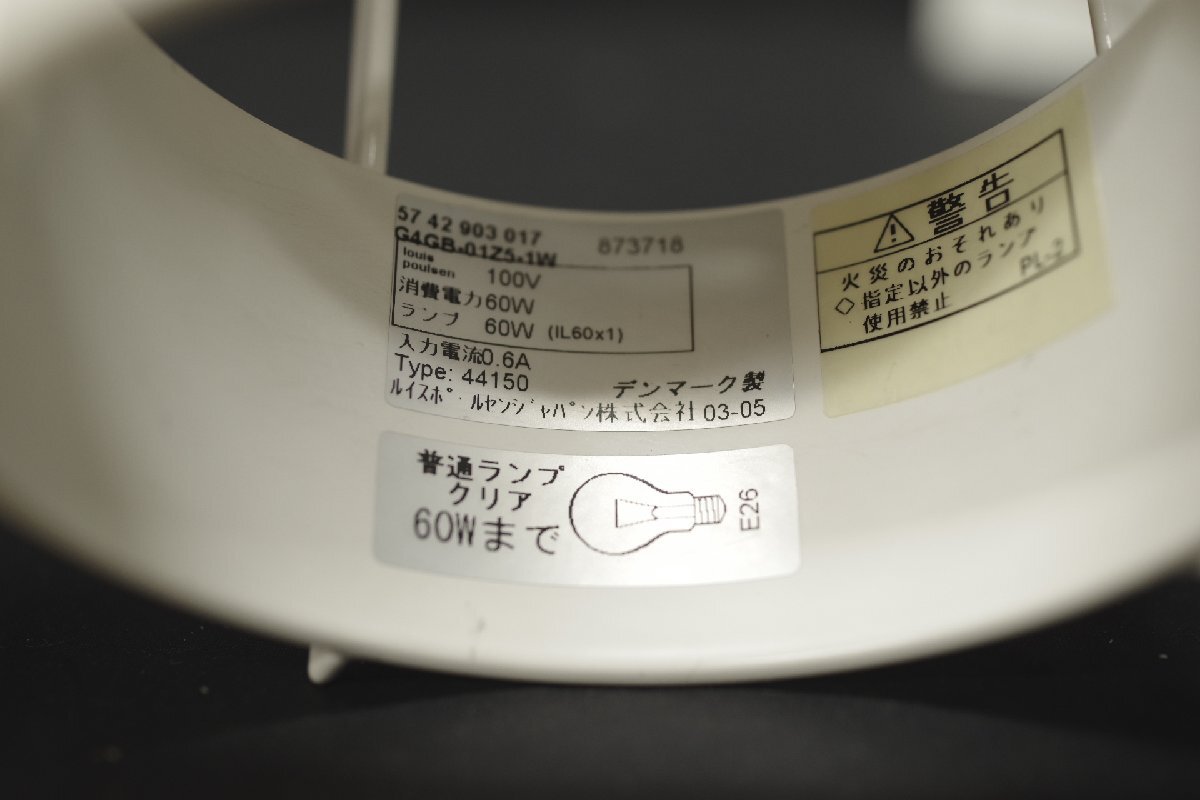 57 42 903 017
873718
G4GB-01Z5-1W
louis
poulsen
100V
消費電力60W
ランプ 60W (IL60x1)
入力電流0.6A
Type: 44150
デンマーク製
ルイスポールセンジャパン株式会社 03-05
警告
火災のおそれあり
◇指定以外のランプ
使用禁止
PL-2
普通ランプ
クリア
60Wまで
E26